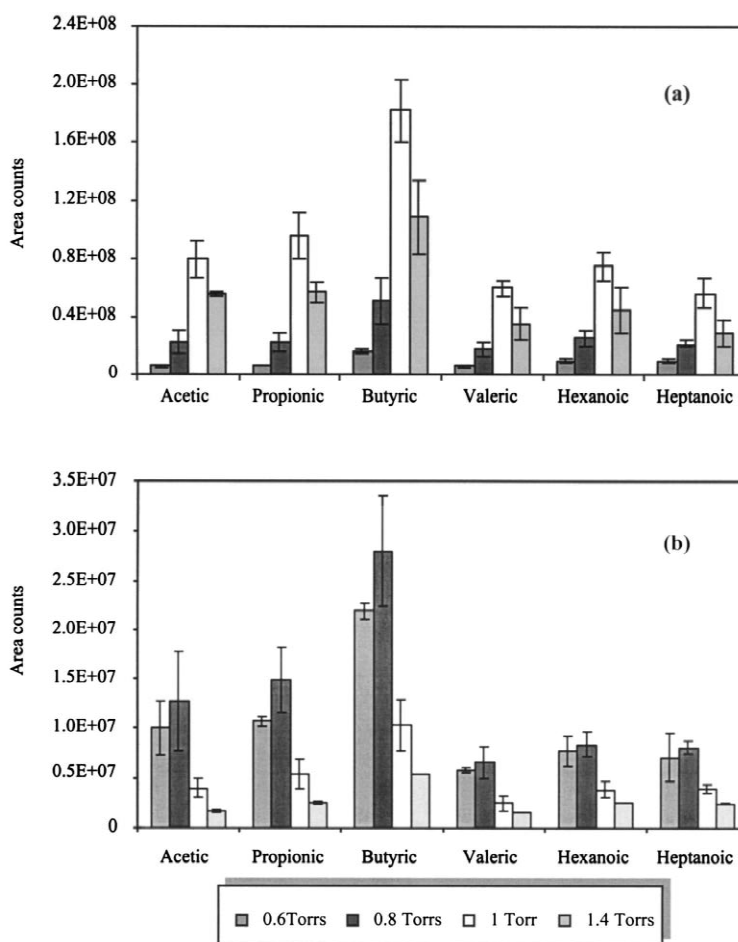 2.4E+08
2.0E+08
1.6E+08
1.2E+08
0.8E+08
0.4E+08
0
Area counts
(a)
Acetic Propionic Butyric Valeric Hexanoic Heptanoic
3.5E+07
3.0E+07
2.5E+07
2.0E+07
1.5E+07
1.0E+07
0.5E+07
0
Area counts
(b)
Acetic Propionic Butyric Valeric Hexanoic Heptanoic
0.6Torrs 0.8 Torrs 1 Torr 1.4 Torrs